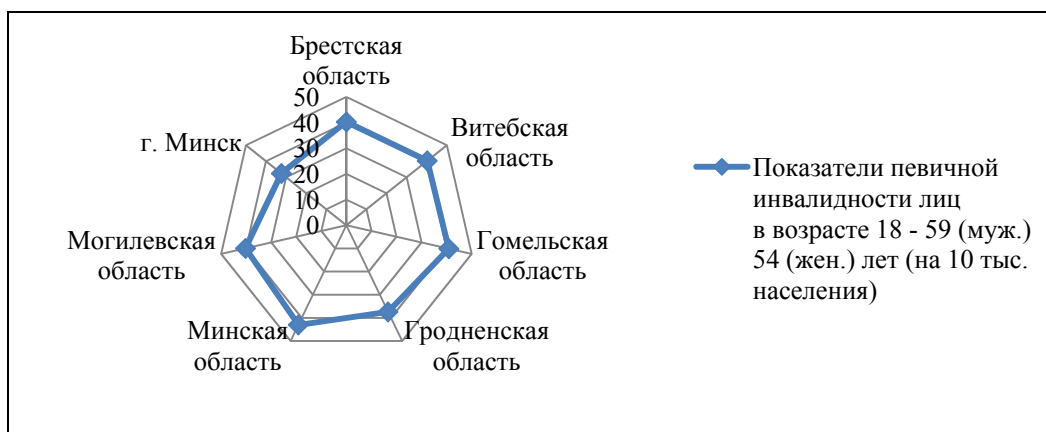 Брестская
область
50
40
30
20
10
0
Витебская
область
Гомельская
область
Гродненская
область
Минская
область
Могилевская
область
г. Минск
Показатели певичной
инвалидности лиц
в возрасте 18 - 59 (муж.)
54 (жен.) лет (на 10 тыс.
населения)